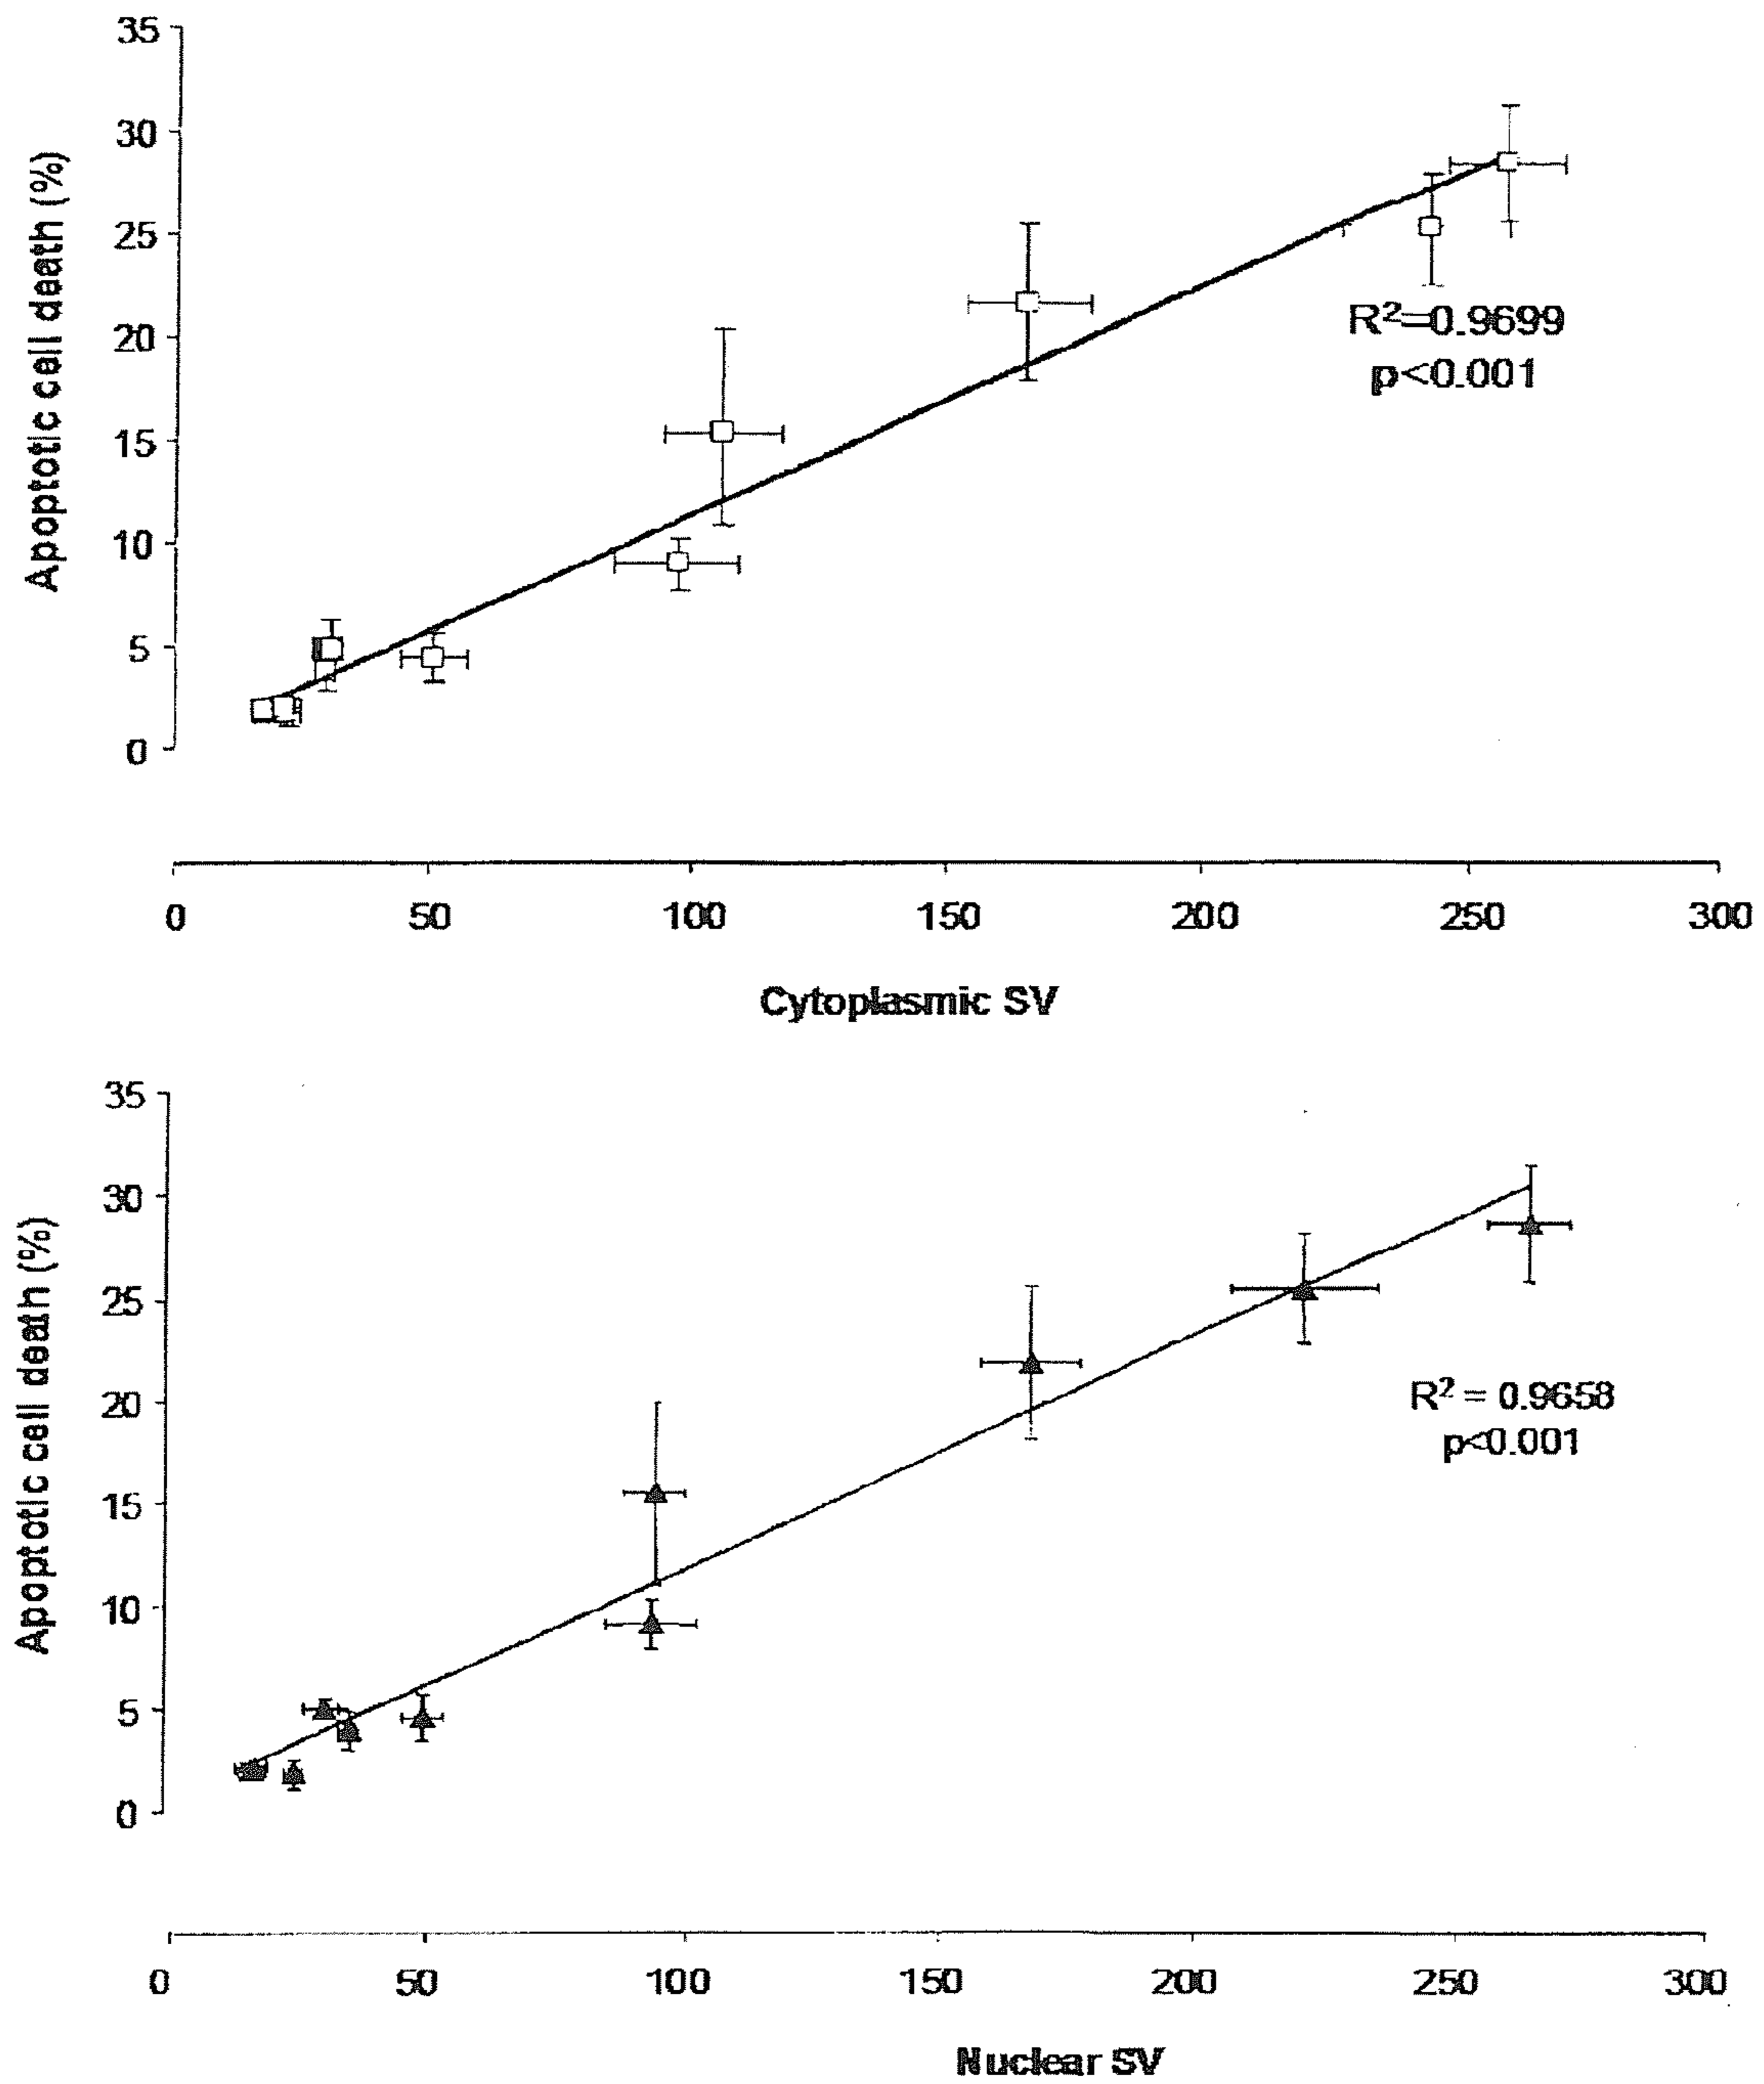 35
30
25
20
15
10
5
0
Apoptotic cell death (%)
R²=0.9699
p<0.001
0 50 100 150 200 250 300
Cytoplasmic SV
35
30
25
20
15
10
5
0
Apoptotic cell death (%)
R² = 0.9658
p<0.001
0 50 100 150 200 250 300
Nuclear SV